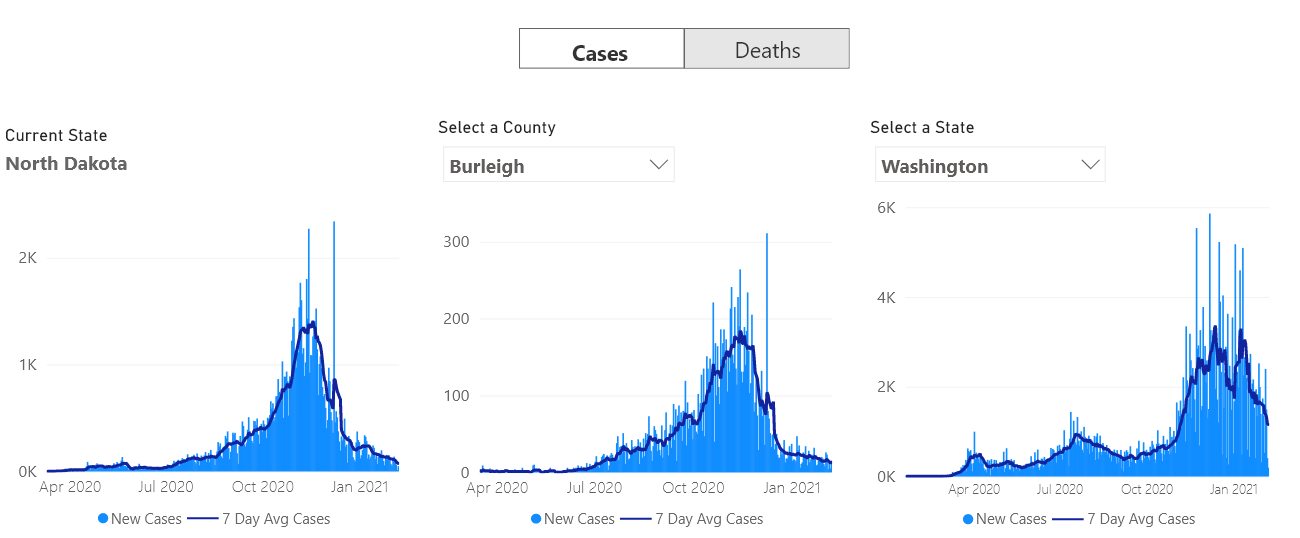 Cases
Deaths
Current State
North Dakota
2K
1K
0K
Apr 2020 Jul 2020 Oct 2020 Jan 2021
New Cases 7 Day Avg Cases
Select a County
Burleigh
300
200
100
0
Apr 2020 Jul 2020 Oct 2020 Jan 2021
New Cases 7 Day Avg Cases
Select a State
Washington
6K
4K
2K
0K
Apr 2020 Jul 2020 Oct 2020 Jan 2021
New Cases 7 Day Avg Cases